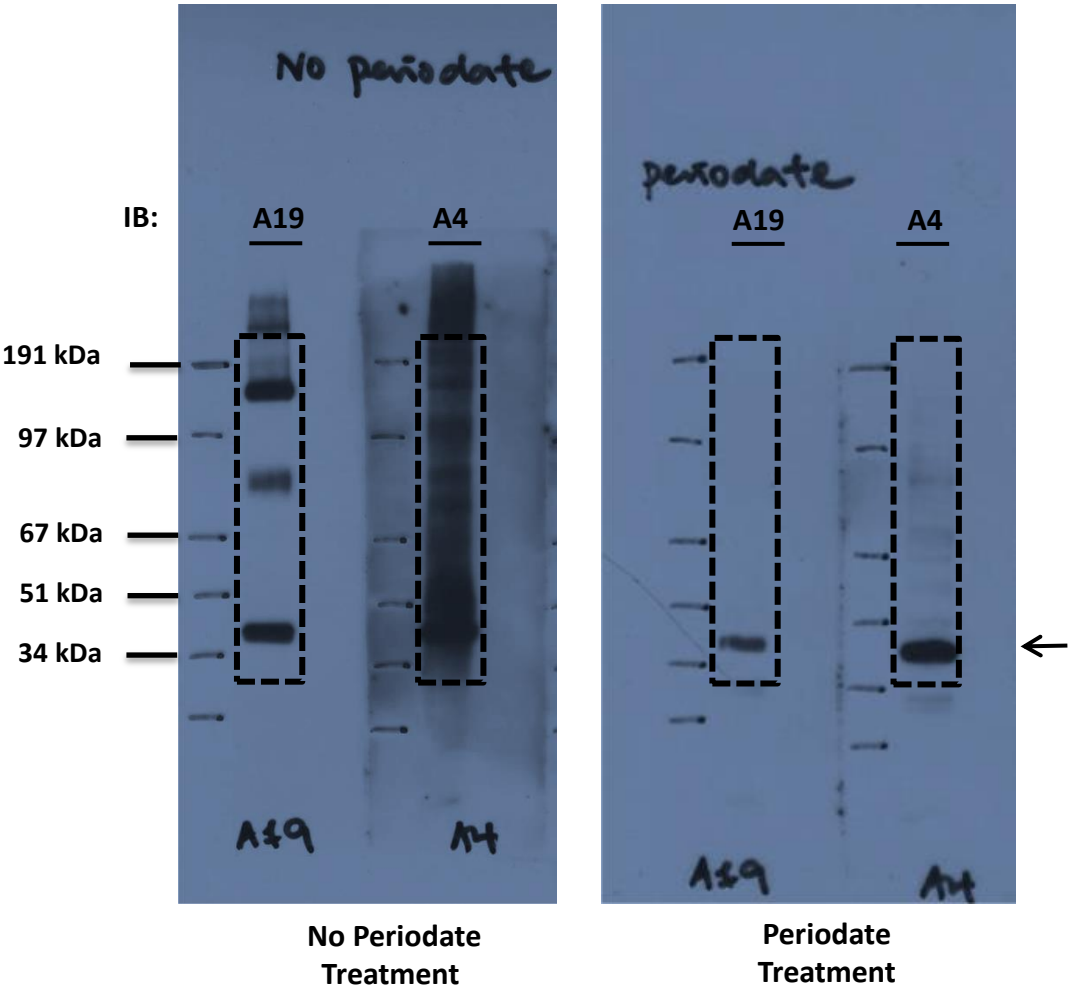 No periodate
periodate
IB:
A19
A4
A19
A4
191 kDa
97 kDa
67 kDa
51 kDa
34 kDa
A19
A4
A19
A4
No Periodate
Treatment
Periodate
Treatment